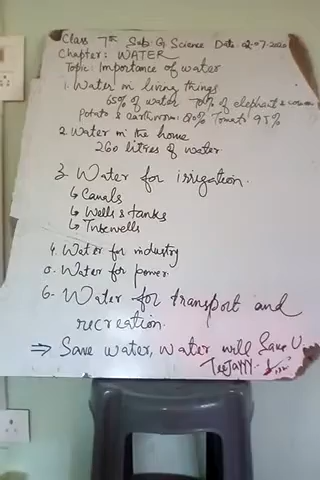 Class 7th Sub: G. Science Date: 02-07-2020
Chapter: WATER
Topic: Importance of water
1. Water in living things
65% of water 70% of elephant & corn
Potato & earthworm: 80% Tomato 95%
2. Water in the home
260 litres of water
3. Water for irrigation.
↳ Canals
↳ Wells & tanks
↳ Tubewells
4. Water for industry
5. Water for power
6. Water for transport and
recreation.
⇒ Save water, water will save U